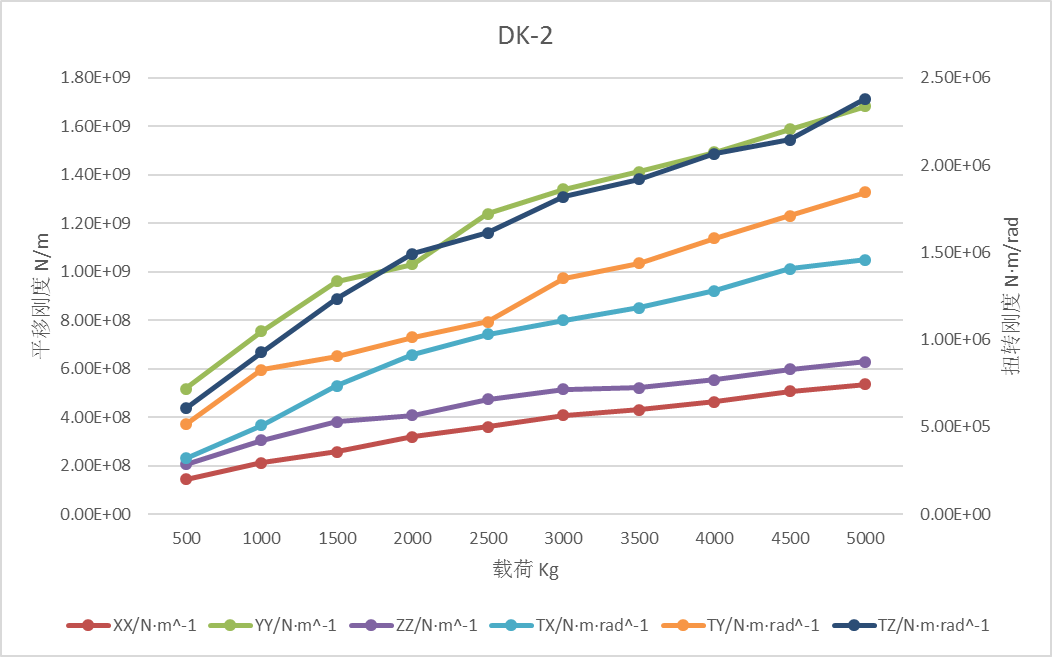 DK-2
1.80E+09
1.60E+09
1.40E+09
1.20E+09
1.00E+09
8.00E+08
6.00E+08
4.00E+08
2.00E+08
0.00E+00
平移刚度 N/m
2.50E+06
2.00E+06
1.50E+06
1.00E+06
5.00E+05
0.00E+00
扭转刚度 N·m/rad
500 1000 1500 2000 2500 3000 3500 4000 4500 5000
载荷 Kg
XX/N·m^-1 YY/N·m^-1 ZZ/N·m^-1 TX/N·m·rad^-1 TY/N·m·rad^-1 TZ/N·m·rad^-1